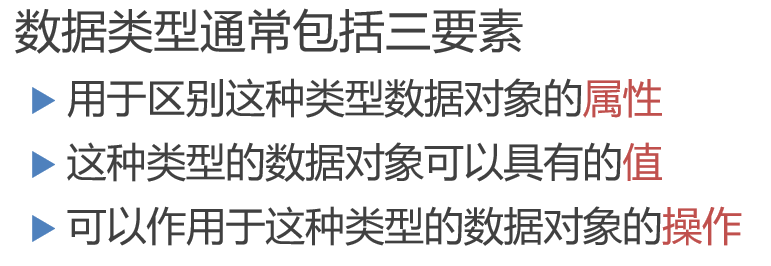 数据类型通常包括三要素
用于区别这种类型数据对象的属性
这种类型的数据对象可以具有的值
可以作用于这种类型的数据对象的操作